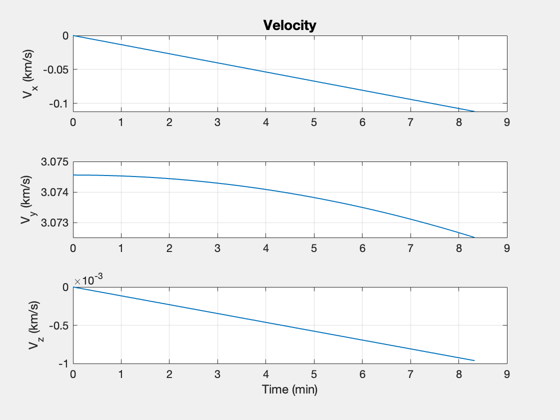 Velocity
V_x (km/s)
0
-0.05
-0.1
0 1 2 3 4 5 6 7 8 9
V_y (km/s)
3.075
3.074
3.073
0 1 2 3 4 5 6 7 8 9
×10⁻³
V_z (km/s)
0
-0.5
-1
0 1 2 3 4 5 6 7 8 9
Time (min)